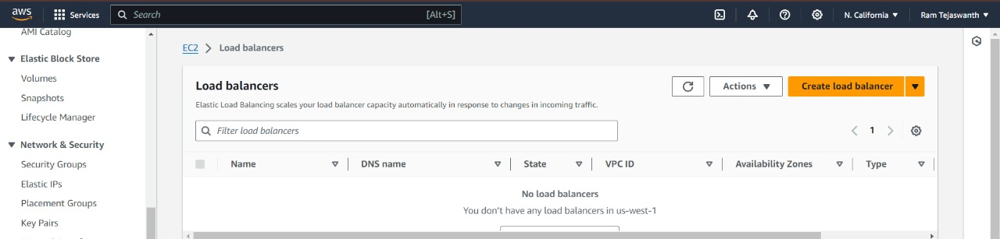 aws Services Search [Alt+S] N. California Ram Tejaswanth
AMI Catalog
Elastic Block Store
Volumes
Snapshots
Lifecycle Manager
Network & Security
Security Groups
Elastic IPs
Placement Groups
Key Pairs
EC2 > Load balancers
Load balancers
Actions
Create load balancer
Elastic Load Balancing scales your load balancer capacity automatically in response to changes in incoming traffic.
Filter load balancers
1
Name DNS name State VPC ID Availability Zones Type
No load balancers
You don't have any load balancers in us-west-1